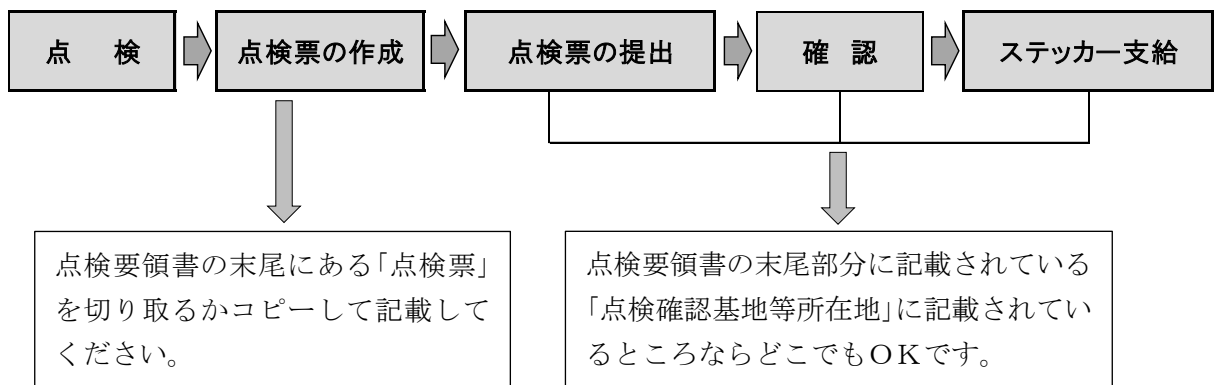 点　検
点検票の作成
点検票の提出
確　認
ステッカー支給
点検要領書の末尾にある「点検票」
を切り取るかコピーして記載して
ください。
点検要領書の末尾部分に記載されている
「点検確認基地等所在地」に記載されてい
るところならどこでもＯＫです。